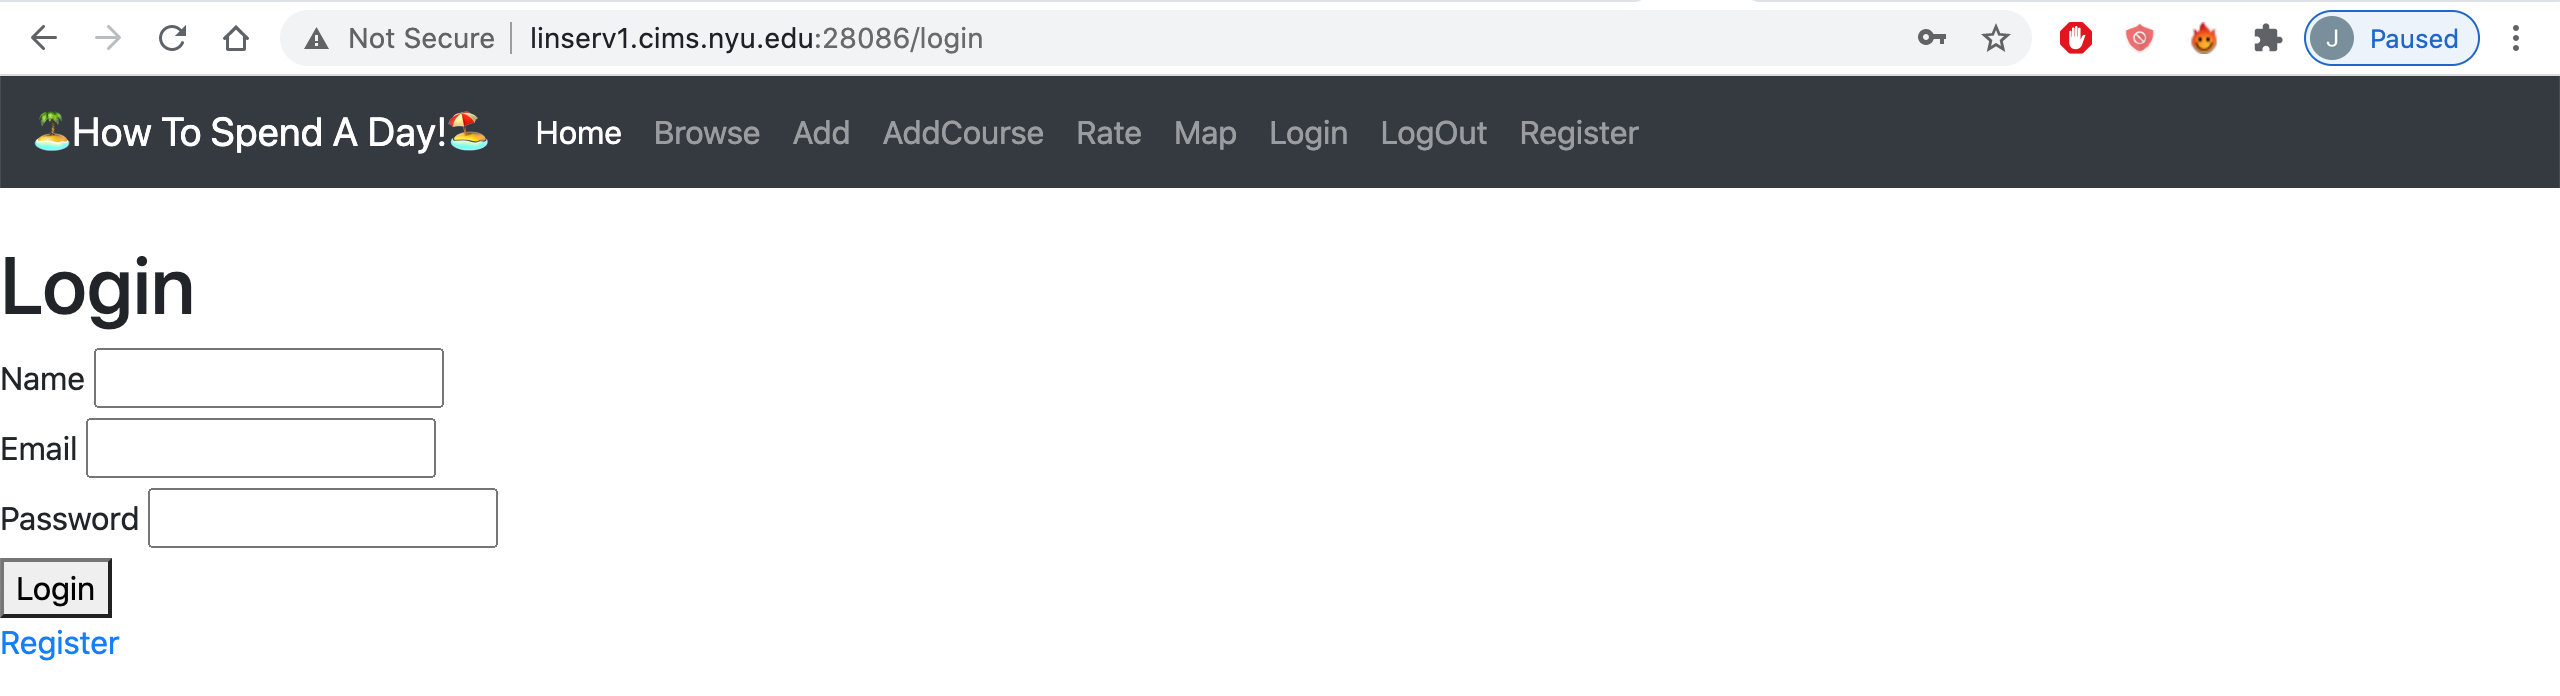 Not Secure linserv1.cims.nyu.edu:28086/login J Paused
🏝️How To Spend A Day!🏖️ Home Browse Add AddCourse Rate Map Login LogOut Register
Login
Name
Email
Password
Login
Register